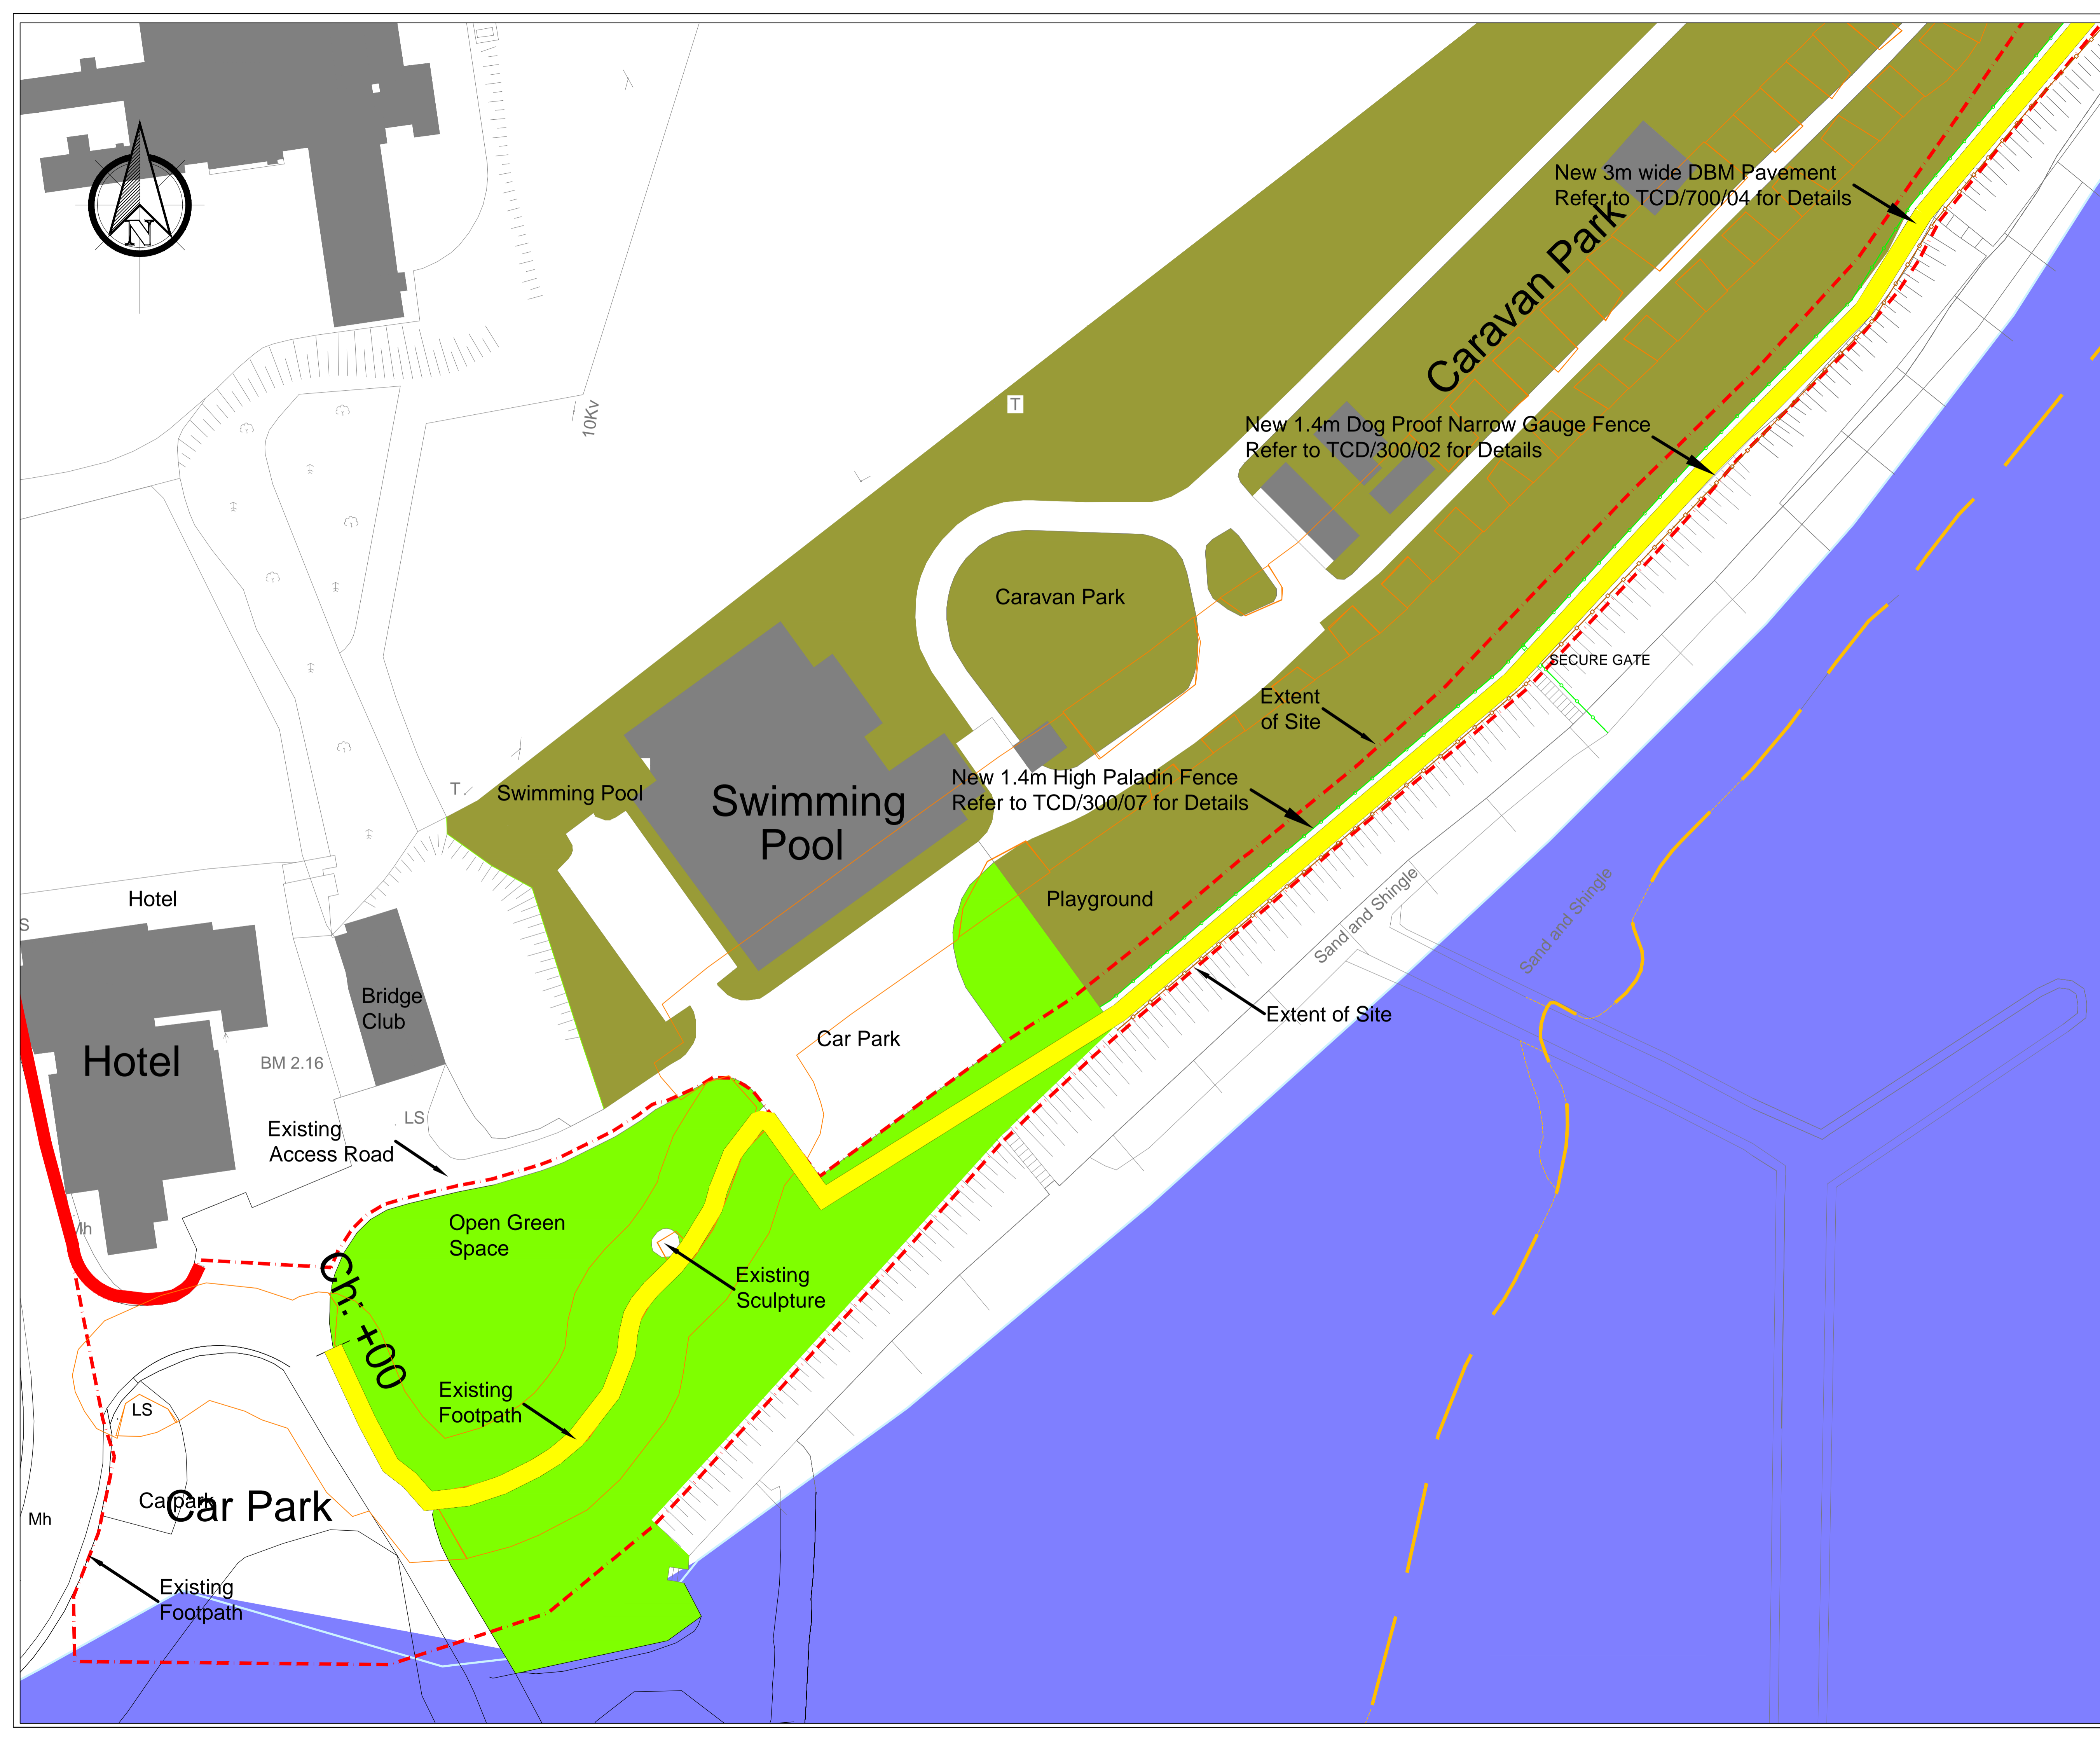 New 3m wide DBM Pavement
Refer to TCD/700/04 for Details
Caravan Park
T
10Kv
New 1.4m Dog Proof Narrow Gauge Fence
Refer to TCD/300/02 for Details
N
Caravan Park
SECURE GATE
Extent
of Site
New 1.4m High Paladin Fence
Refer to TCD/300/07 for Details
T
Swimming Pool
Swimming
Pool
Hotel
S
Playground
Sand and Shingle
Sand and Shingle
Bridge
Club
Extent of Site
Car Park
Hotel
BM 2.16
LS
Existing
Access Road
Mh
Open Green
Space
Existing
Sculpture
Ch: +00
Existing
Footpath
LS
Carpark
Car Park
Mh
Existing
Footpath